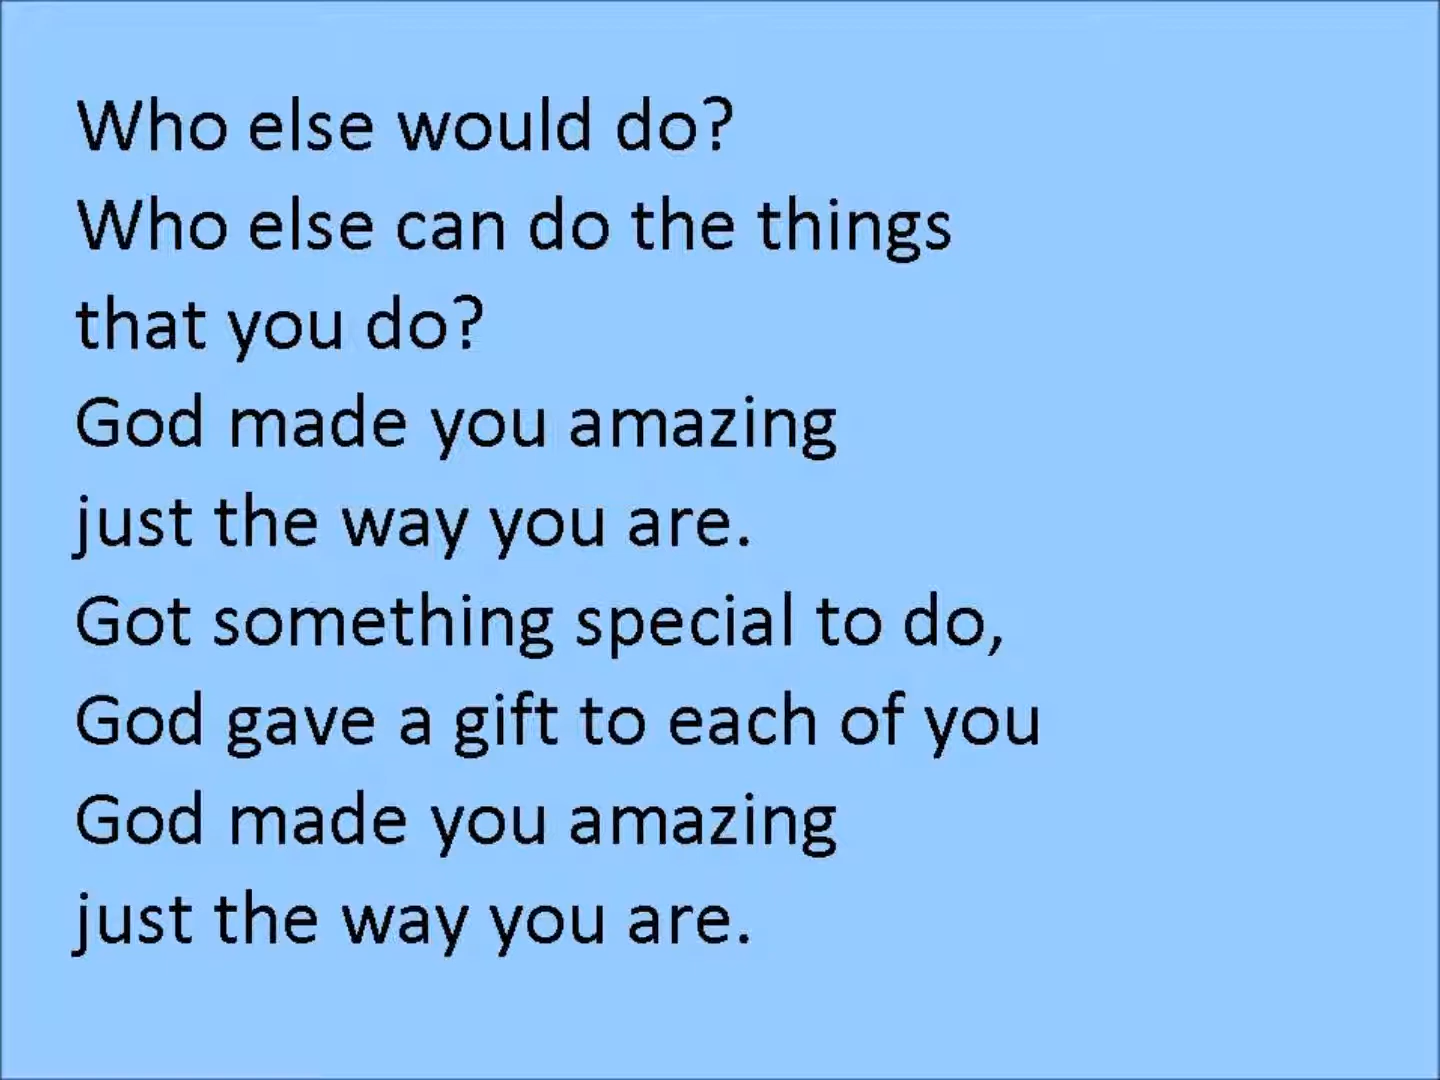 Who else would do?
Who else can do the things
that you do?
God made you amazing
just the way you are.
Got something special to do,
God gave a gift to each of you
God made you amazing
just the way you are.